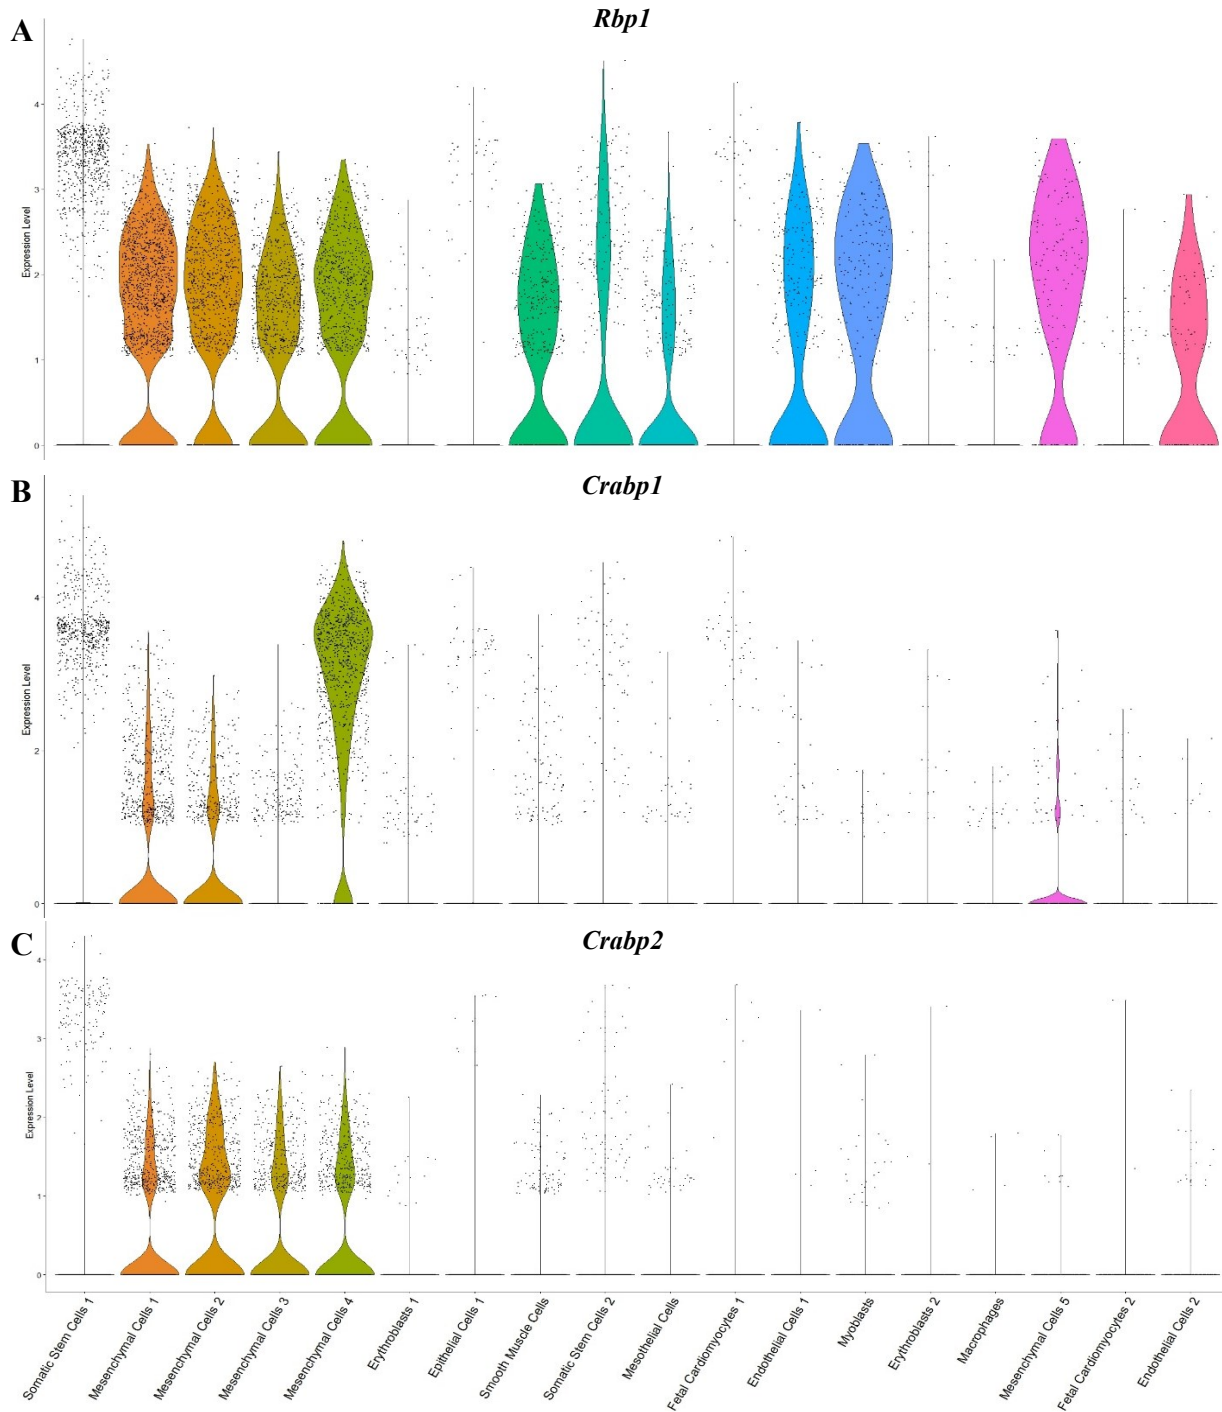 A
Rbp1
Expression Level
4
3
2
1
0
B
Crabp1
Expression Level
4
2
0
C
Crabp2
Expression Level
4
3
2
1
0
Somatic Stem Cells 1
Mesenchymal Cells 1
Mesenchymal Cells 2
Mesenchymal Cells 3
Mesenchymal Cells 4
Erythroblasts 1
Epithelial Cells 1
Smooth Muscle Cells
Somatic Stem Cells 2
Mesothelial Cells
Fetal Cardiomyocytes 1
Endothelial Cells 1
Myoblasts
Erythroblasts 2
Macrophages
Mesenchymal Cells 5
Fetal Cardiomyocytes 2
Endothelial Cells 2